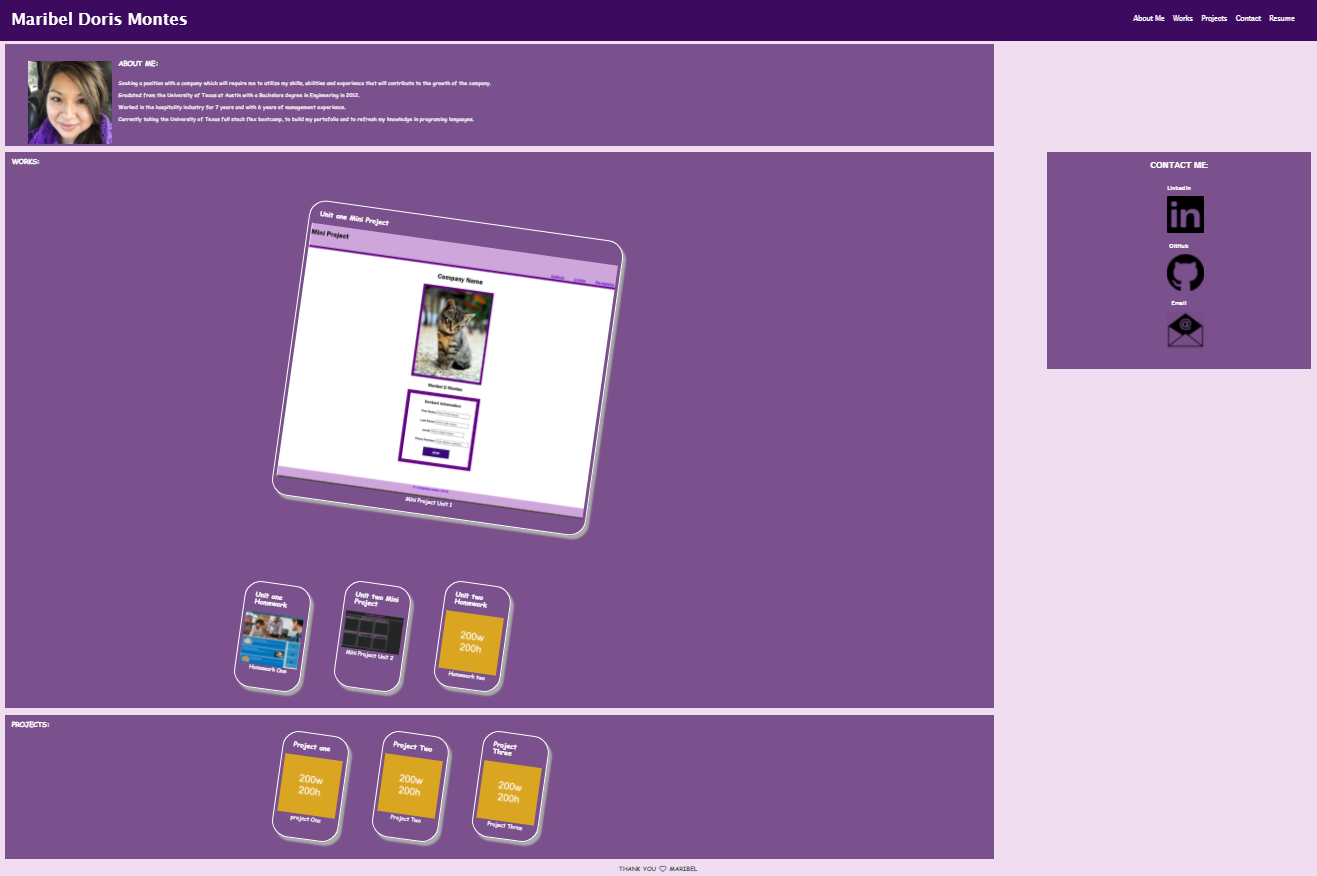 Maribel Doris Montes
About Me Works Projects Contact Resume
ABOUT ME:
Seeking a position with a company which will require me to utilize my skills, abilities and experience that will contribute to the growth of the company.
Gradated from the University of Texas at Austin with a Bachelors degree in Engineering in 2012.
Worked in the hospitality industry for 7 years and with 6 years of management experience.
Currently taking the University of Texas full stack flex bootcamp, to build my portofolio and to refresh my knowledge in programing languages.
WORKS:
Unit one Mini Project
Mini Project
Company Name
Maribel D Montes
Contact Information
First Name
Last Name
Email
Phone Number
Mini Project Unit 1
Unit one
Homework
Homework One
Unit two Mini
Project
Mini Project Unit 2
Unit two
Homework
200w
200h
Homework two
CONTACT ME:
LinkedIn
in
GitHub
Email
@
PROJECTS:
Project one
200w
200h
project One
Project Two
200w
200h
Project Two
Project
Three
200w
200h
Project Three
THANK YOU ♡ MARIBEL